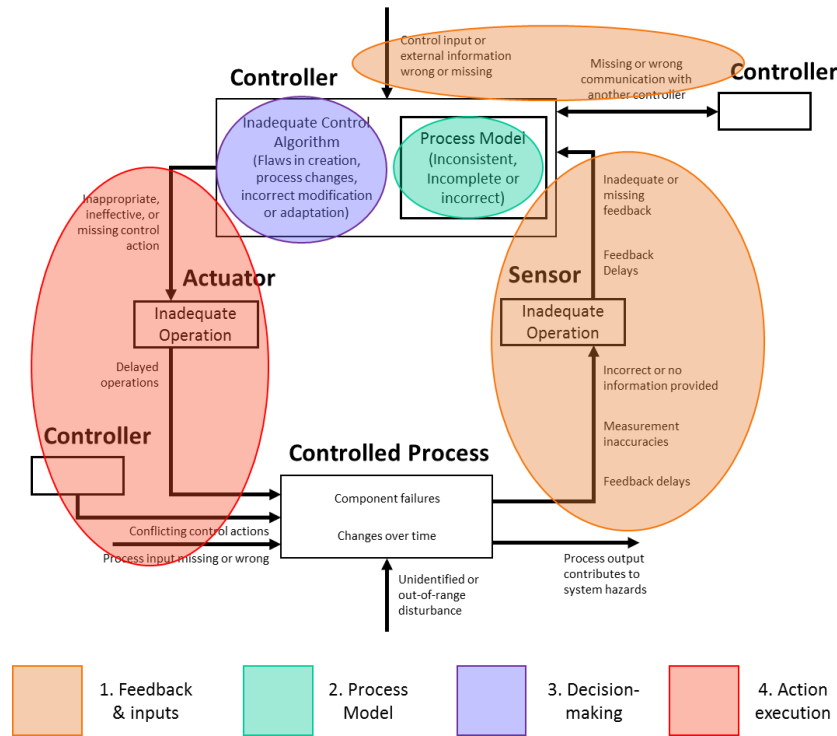 Control input or
external information
wrong or missing
Controller
Missing or wrong
communication with
another controller
Controller
Inadequate Control
Algorithm
(Flaws in creation,
process changes,
incorrect modification
or adaptation)
Process Model
(Inconsistent,
Incomplete or
incorrect)
Inappropriate,
ineffective, or
missing control
action
Inadequate or
missing
feedback
Feedback
Delays
Actuator
Inadequate
Operation
Sensor
Inadequate
Operation
Delayed
operations
Incorrect or no
information provided
Measurement
inaccuracies
Feedback delays
Controller
Controlled Process
Component failures
Changes over time
Conflicting control actions
Process input missing or wrong
Unidentified or
out-of-range
disturbance
Process output
contributes to
system hazards
1. Feedback
& inputs
2. Process
Model
3. Decision-
making
4. Action
execution